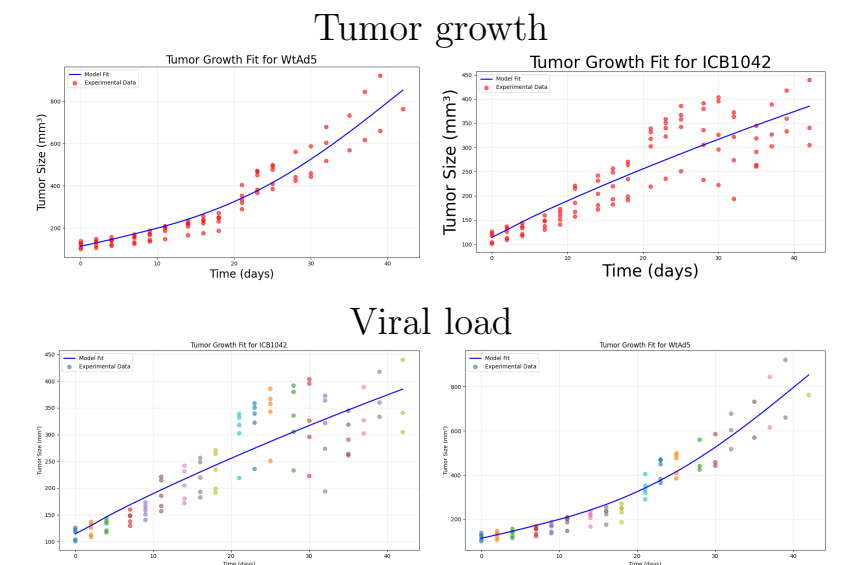 Tumor growth
Tumor Growth Fit for WtAd5
Model Fit
Experimental Data
Tumor Size (mm³)
800
600
400
200
0
10
20
30
40
Time (days)
Tumor Growth Fit for ICB1042
Model Fit
Experimental Data
Tumor Size (mm³)
450
400
350
300
250
200
150
100
0
10
20
30
40
Time (days)
Viral load
Tumor Growth Fit for ICB1042
Model Fit
Experimental Data
Tumor Size (mm³)
450
400
350
300
250
200
150
100
0
10
20
30
40
Time (days)
Tumor Growth Fit for WtAd5
Model Fit
Experimental Data
Tumor Size (mm³)
800
600
400
200
0
10
20
30
40
Time (days)